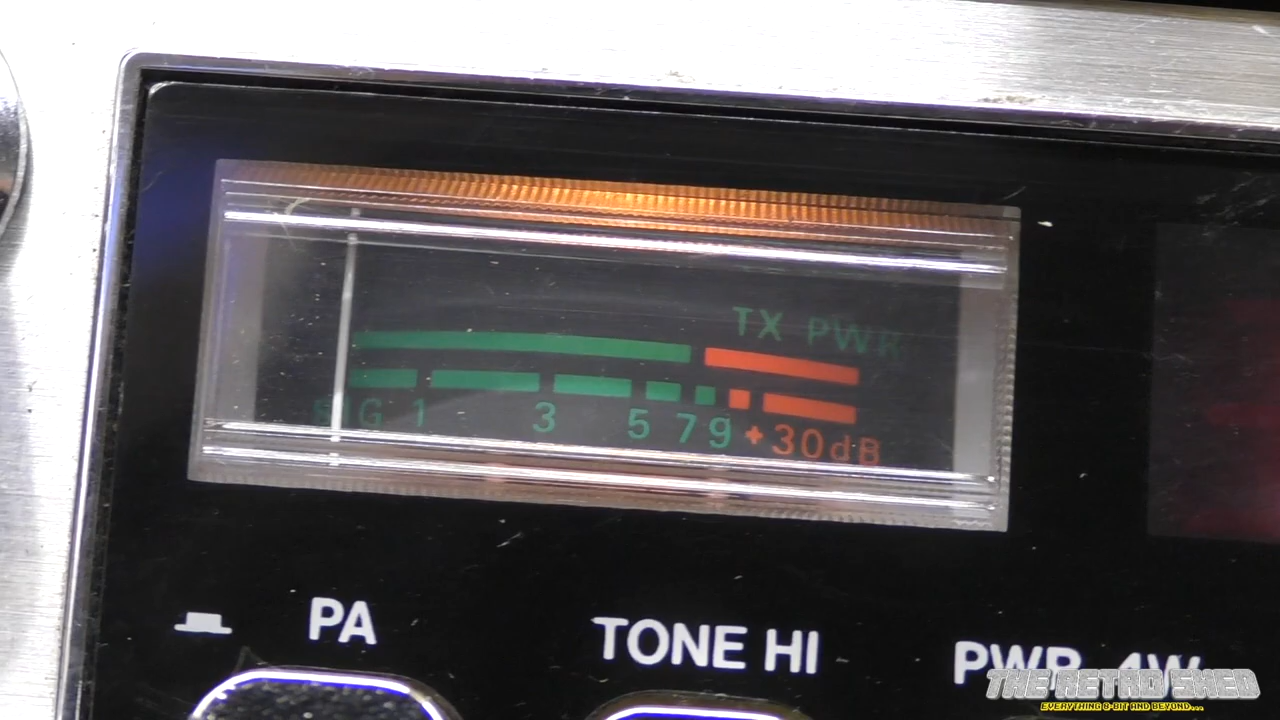 TX PWR
SIG 1 3 5 7 9 +30dB
PA TONE HI PWR 4W
THE RETRO SHED
EVERYTHING 8-BIT AND BEYOND...